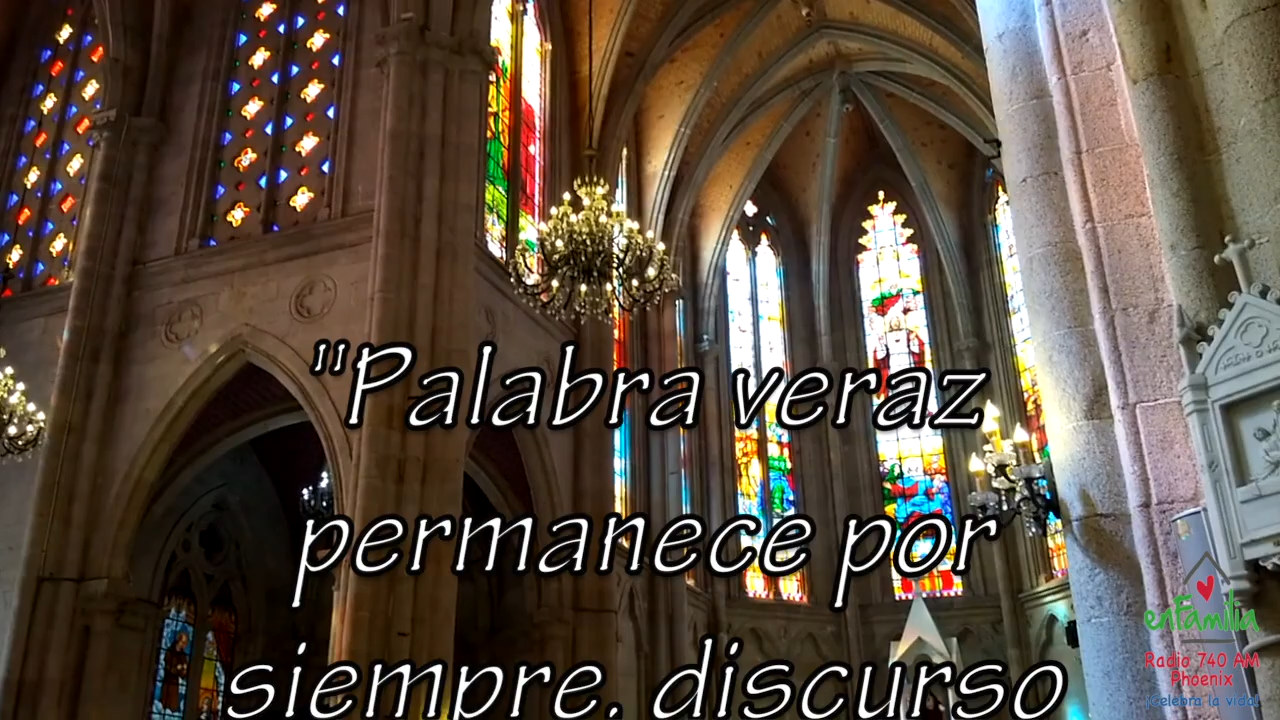 "Palabra veraz
permanece por
siempre, discurso
enFamilia
Radio 740 AM
Phoenix
¡Celebra la vida!